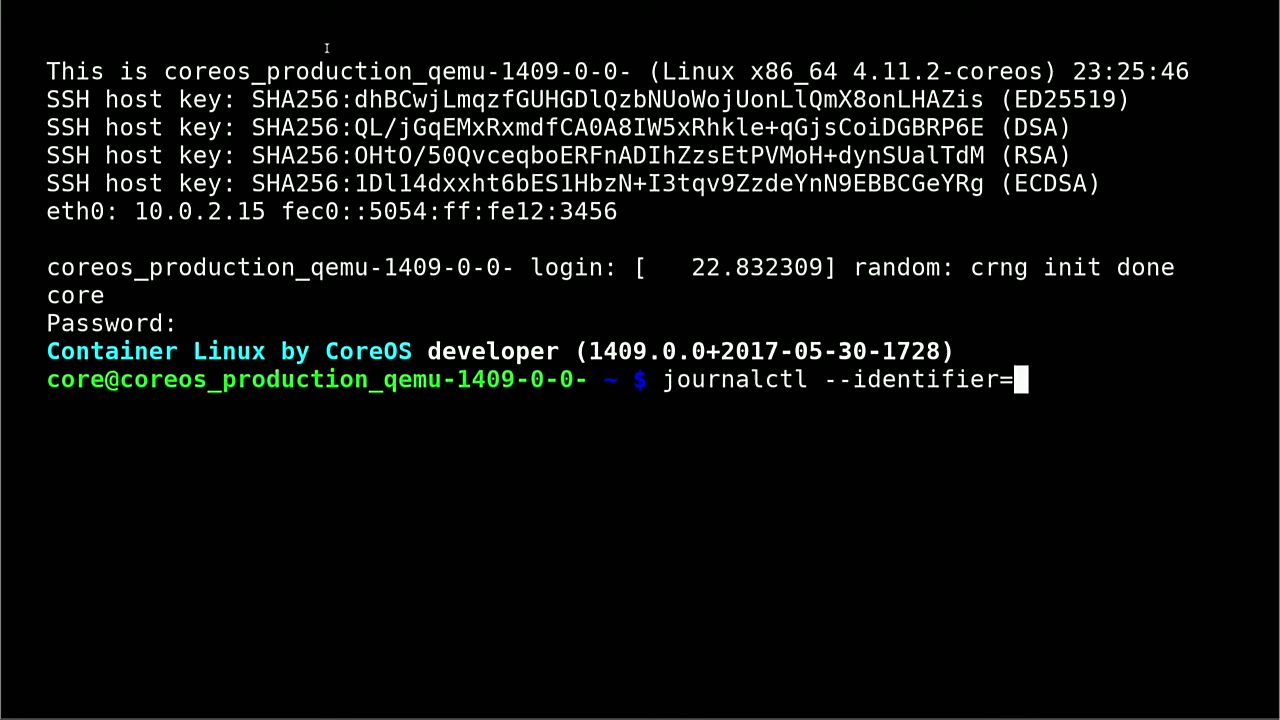 This is coreos_production_qemu-1409-0-0- (Linux x86_64 4.11.2-coreos) 23:25:46
SSH host key: SHA256:dhBCwjLmqzfGUHGDlQzbNUoWojUonLlQmX8onLHAZis (ED25519)
SSH host key: SHA256:QL/jGqEMxRxmdfCA0A8IW5xRhkle+qGjsCoiDGBRP6E (DSA)
SSH host key: SHA256:OHtO/50QvceqboERFnADIhZzsEtPVMoH+dynSUalTdM (RSA)
SSH host key: SHA256:1Dl14dxxht6bES1HbzN+I3tqv9ZzdeYnN9EBBCGeYRg (ECDSA)
eth0: 10.0.2.15 fec0::5054:ff:fe12:3456
coreos_production_qemu-1409-0-0- login: [   22.832309] random: crng init done
core
Password:
Container Linux by CoreOS developer (1409.0.0+2017-05-30-1728)
core@coreos_production_qemu-1409-0-0- ~ $ journalctl --identifier=